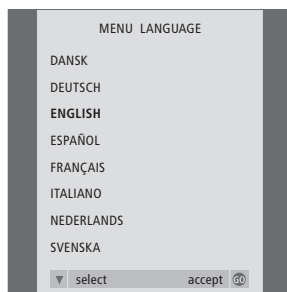 MENU LANGUAGE
DANSK
DEUTSCH
ENGLISH
ESPAÑOL
FRANÇAIS
ITALIANO
NEDERLANDS
SVENSKA
select accept GO